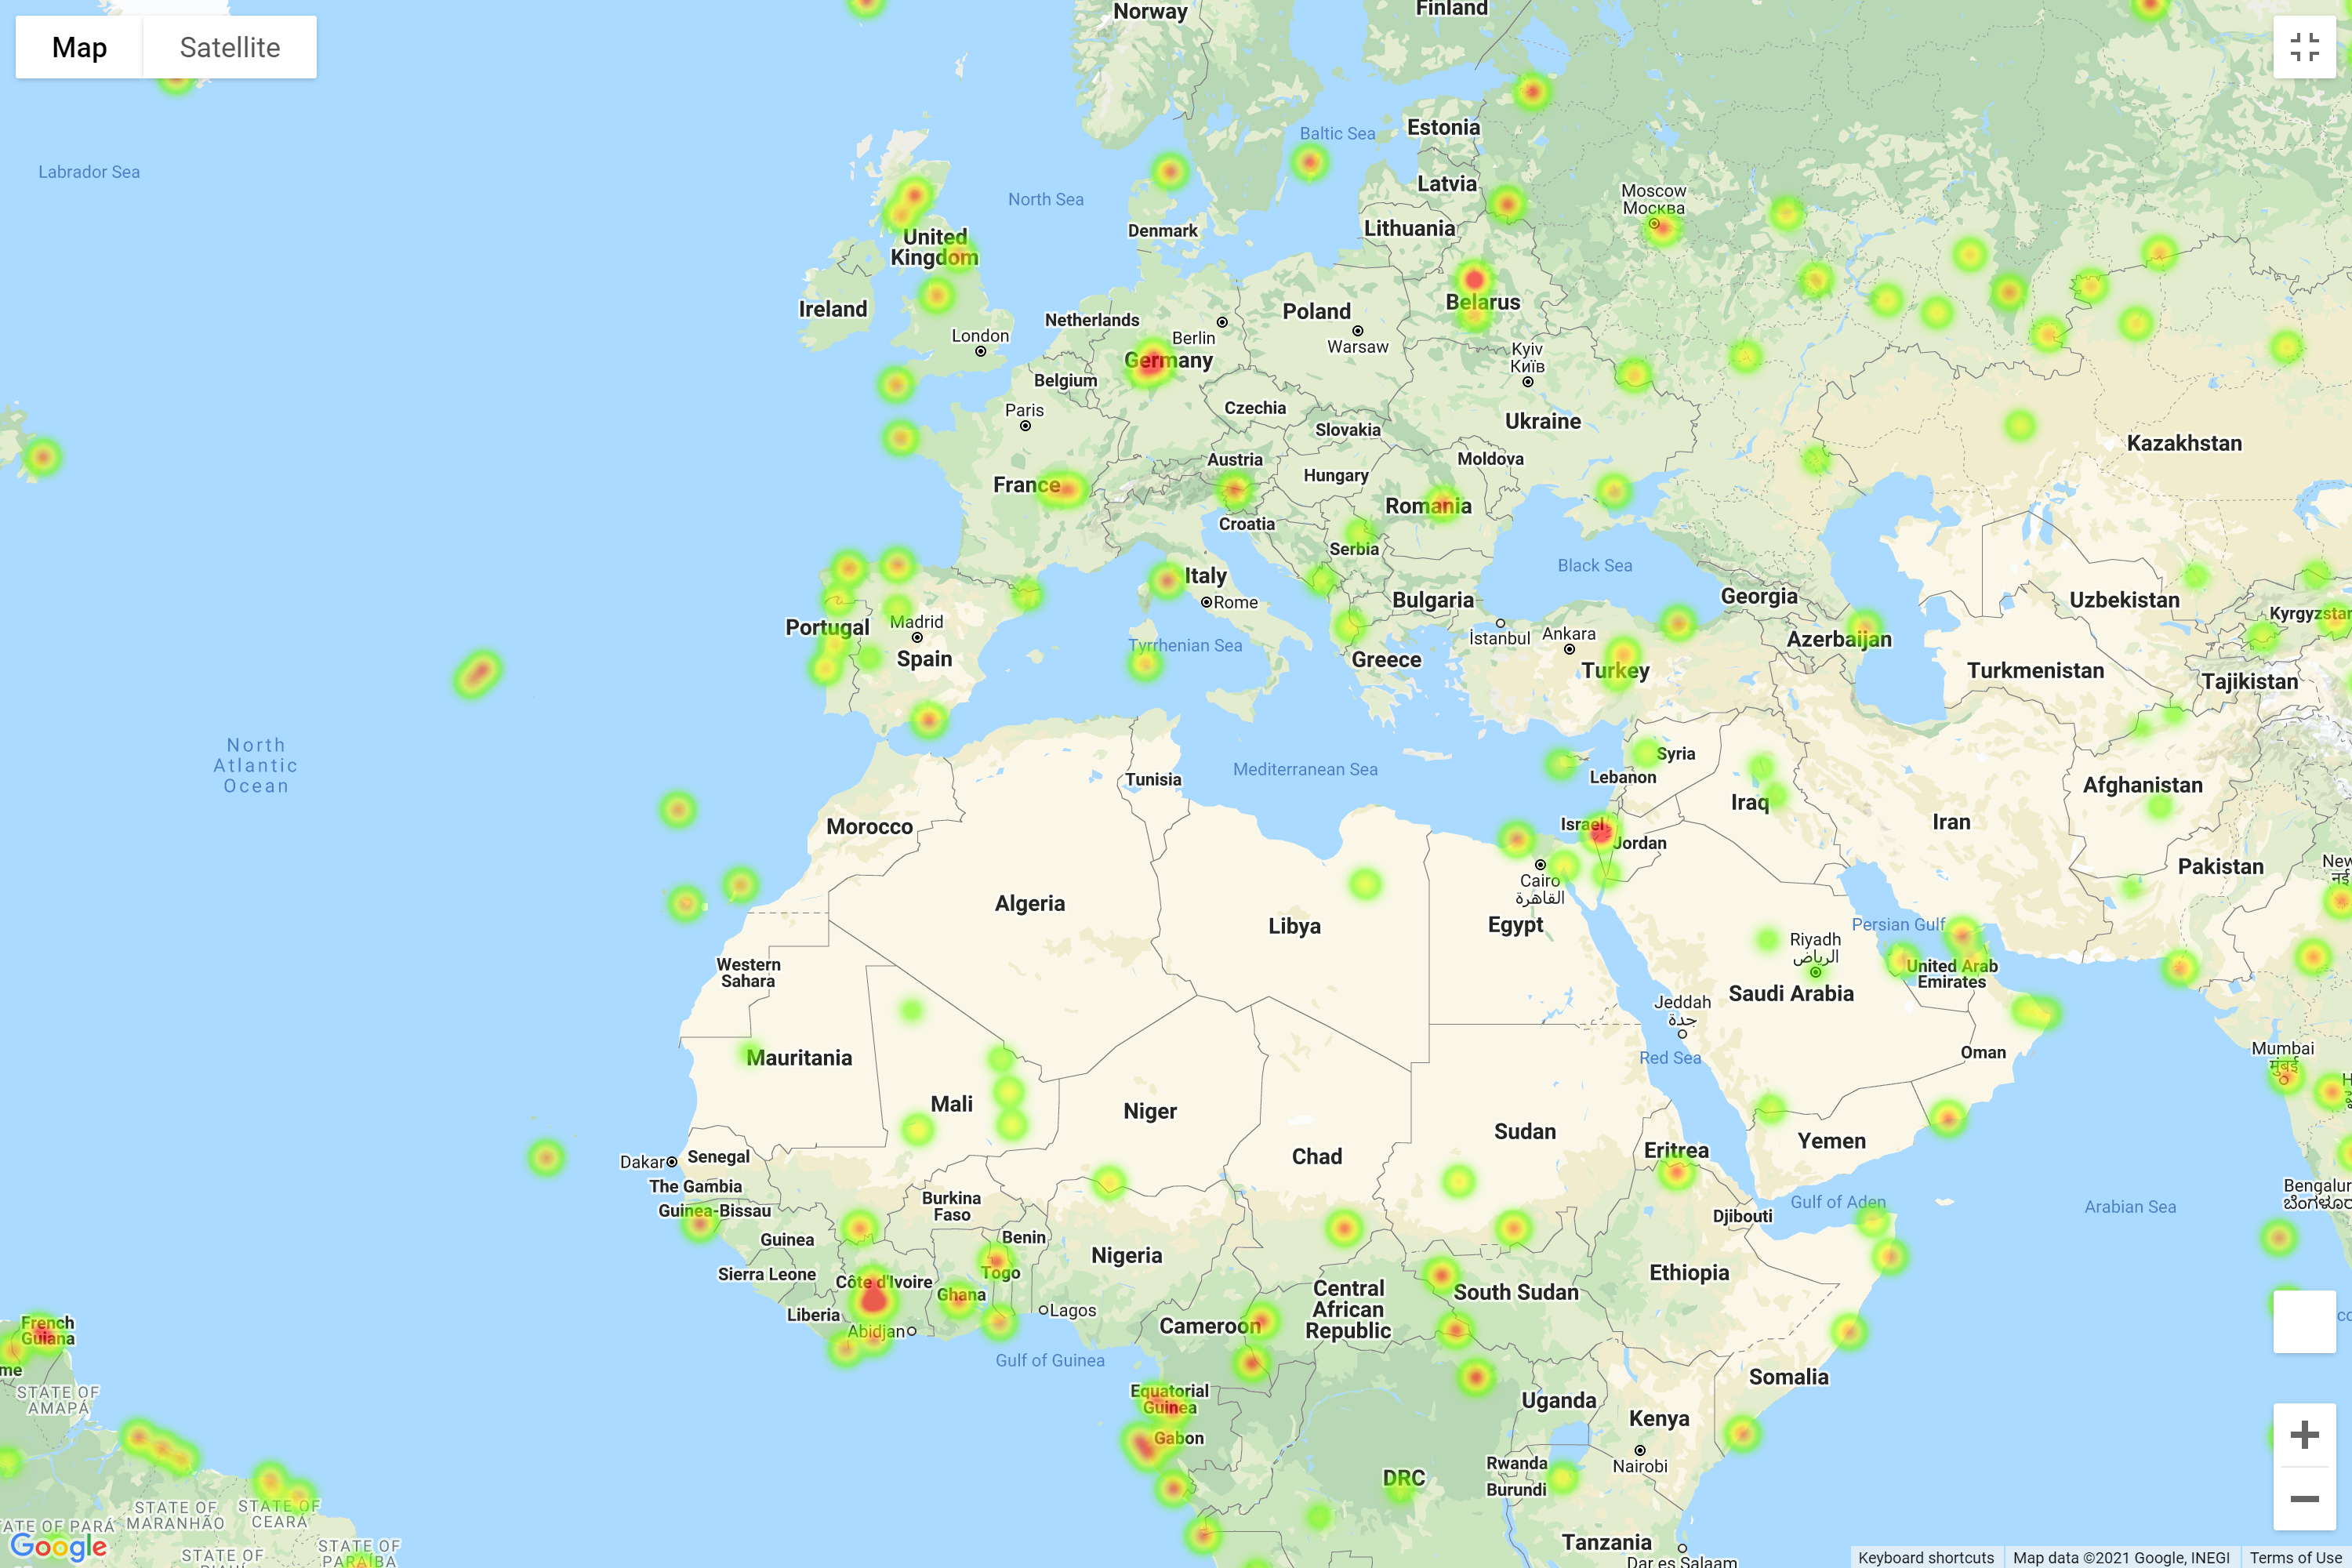 Map
Satellite
Norway
Finland
Labrador Sea
North Sea
Baltic Sea
Estonia
Latvia
Lithuania
Moscow
Москва
Denmark
United
Kingdom
Ireland
London
Netherlands
Berlin
Germany
Belgium
Poland
Warsaw
Belarus
Kyiv
Київ
Paris
Czechia
Slovakia
Ukraine
Kazakhstan
France
Austria
Hungary
Moldova
Romania
Croatia
Serbia
Black Sea
Italy
Rome
Bulgaria
Georgia
Uzbekistan
Kyrgyzstan
Portugal
Madrid
Spain
Tyrrhenian Sea
Greece
İstanbul
Ankara
Turkey
Azerbaijan
Turkmenistan
Tajikistan
North
Atlantic
Ocean
Tunisia
Mediterranean Sea
Syria
Lebanon
Iraq
Iran
Afghanistan
Morocco
Israel
Jordan
Pakistan
New
नई
Cairo
القاهرة
Algeria
Libya
Egypt
Persian Gulf
Riyadh
الرياض
United Arab
Emirates
Western
Sahara
Saudi Arabia
Jeddah
جدة
Mauritania
Red Sea
Oman
Mumbai
मुंबई
Mali
Niger
Chad
Sudan
Yemen
Eritrea
Dakar
Senegal
The Gambia
Guinea-Bissau
Burkina
Faso
Gulf of Aden
Arabian Sea
Bengalur
Djibouti
Guinea
Benin
Nigeria
Sierra Leone
Côte d'Ivoire
Togo
Ghana
Central
African
Republic
South Sudan
Ethiopia
Liberia
Abidjan
Lagos
Cameroon
French
Guiana
Gulf of Guinea
Somalia
STATE OF
AMAPÁ
Equatorial
Guinea
Uganda
Kenya
Gabon
Nairobi
DRC
Rwanda
Burundi
STATE OF
MARANHÃO
STATE OF
CEARÁ
ATE OF PARÁ
STATE OF
STATE OF
PARAÍBA
Tanzania
Dar es Salaam
Google
Keyboard shortcuts
Map data ©2021 Google, INEGI
Terms of Use